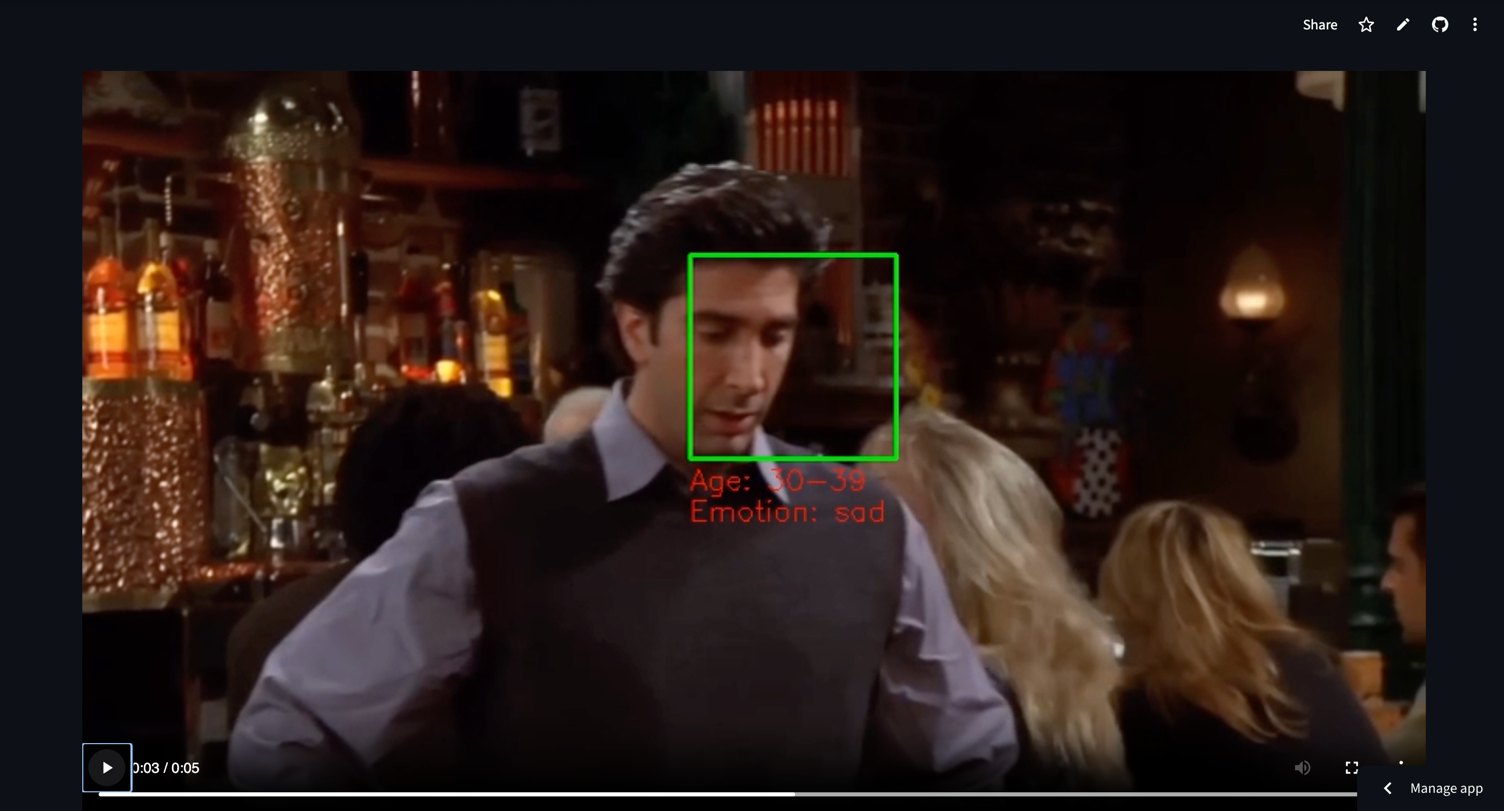 Share
Age: 30-39
Emotion: sad
0:03 / 0:05
Manage app